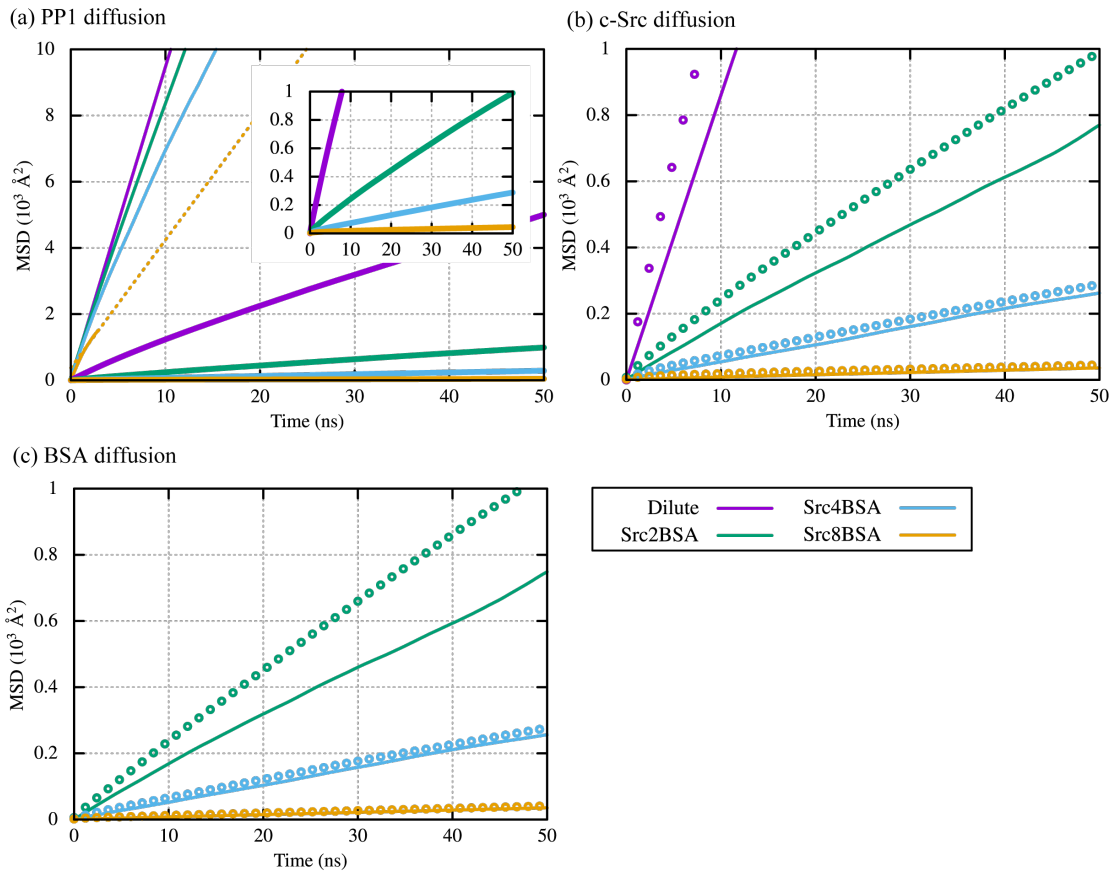 (a) PP1 diffusion
10
8
6
4
2
0
0 10 20 30 40 50
MSD (10³ Å²)
Time (ns)
1
0.8
0.6
0.4
0.2
0
0 10 20 30 40 50
(b) c-Src diffusion
1
0.8
0.6
0.4
0.2
0
0 10 20 30 40 50
MSD (10³ Å²)
Time (ns)
(c) BSA diffusion
1
0.8
0.6
0.4
0.2
0
0 10 20 30 40 50
MSD (10³ Å²)
Time (ns)
Dilute Src4BSA
Src2BSA Src8BSA